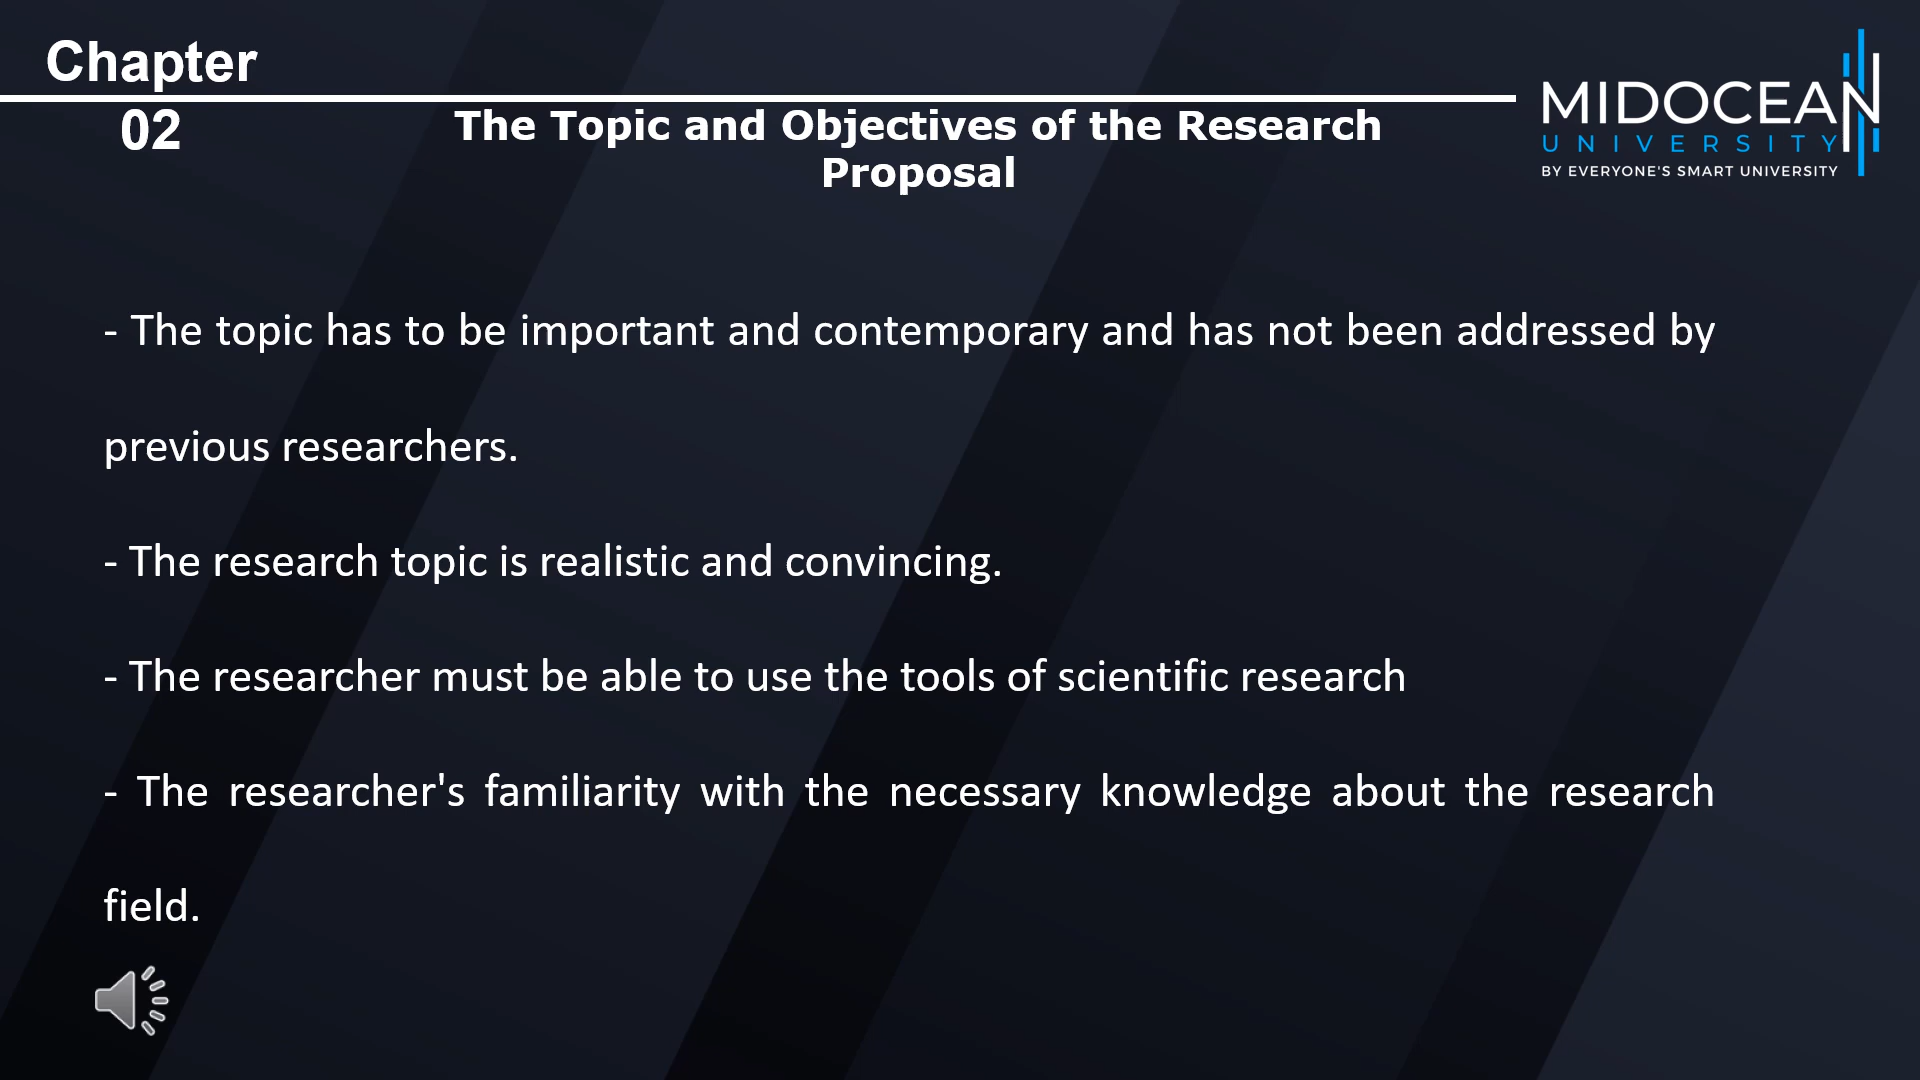 Chapter
02
The Topic and Objectives of the Research
Proposal
MIDOCEAN
UNIVERSITY
BY EVERYONE'S SMART UNIVERSITY
- The topic has to be important and contemporary and has not been addressed by
previous researchers.
- The research topic is realistic and convincing.
- The researcher must be able to use the tools of scientific research
- The researcher's familiarity with the necessary knowledge about the research
field.